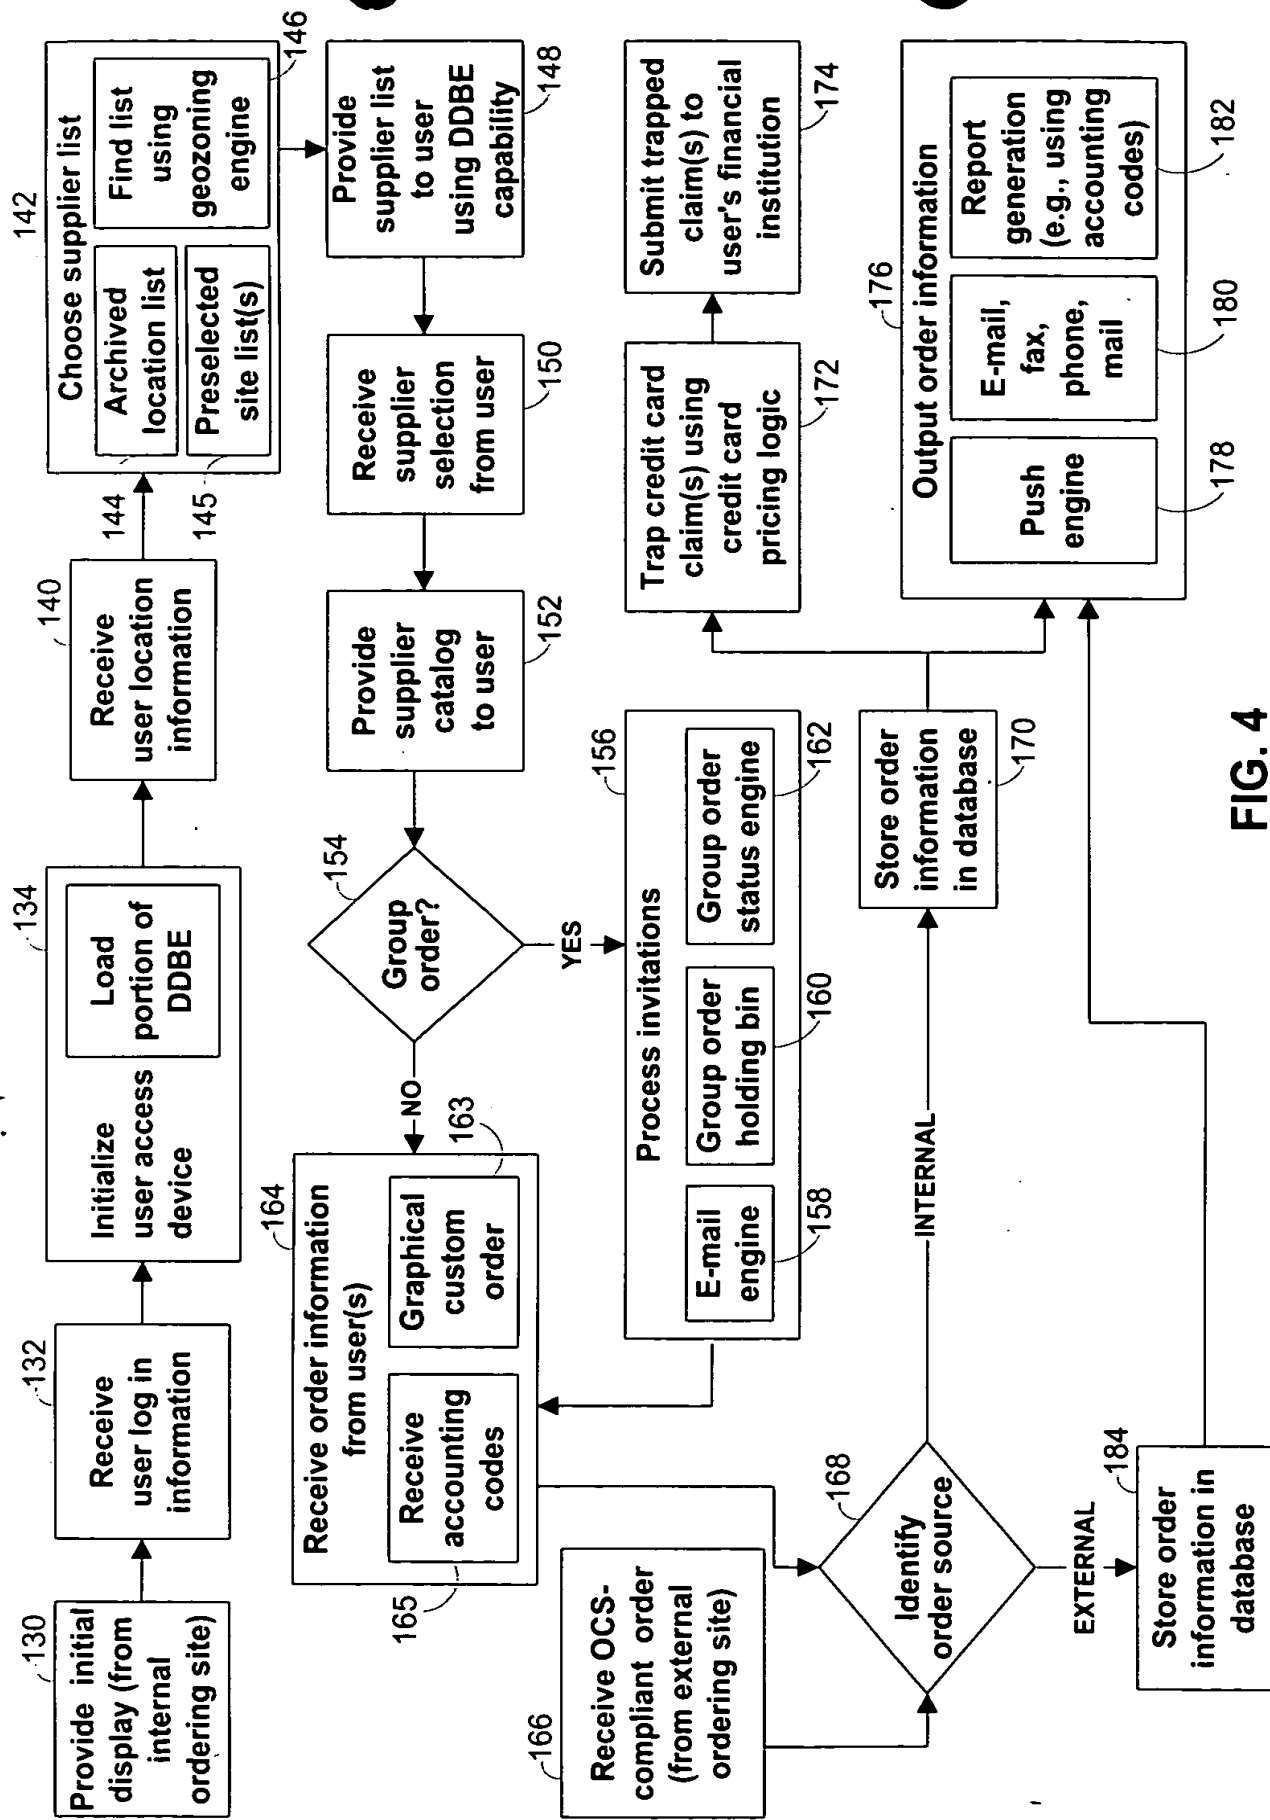 130
Provide initial
display (from
internal
ordering site)
132
Receive
user log in
information
134
Initialize
user access
device
Load
portion of
DDBE
140
Receive
user location
information
142
Choose supplier list
144
Archived
location list
145
Preselected
site list(s)
146
Find list
using
geozoning
engine
148
Provide
supplier list
to user
using DDBE
capability
150
Receive
supplier
selection
from user
152
Provide
supplier
catalog
to user
154
Group
order?
NO
YES
164
Receive order information
from user(s)
165
Receive
accounting
codes
163
Graphical
custom
order
156
Process invitations
E-mail
engine
158
Group order
holding bin
160
Group order
status engine
162
166
Receive OCS-
compliant order
(from external
ordering site)
168
Identify
order source
INTERNAL
EXTERNAL
Store order
information
in database
170
Trap credit card
claim(s) using
credit card
pricing logic
172
Submit trapped
claim(s) to
user's financial
institution
174
176
Output order information
Push
engine
178
E-mail,
fax,
phone,
mail
180
Report
generation
(e.g., using
accounting
codes)
182
184
Store order
information in
database
FIG. 4